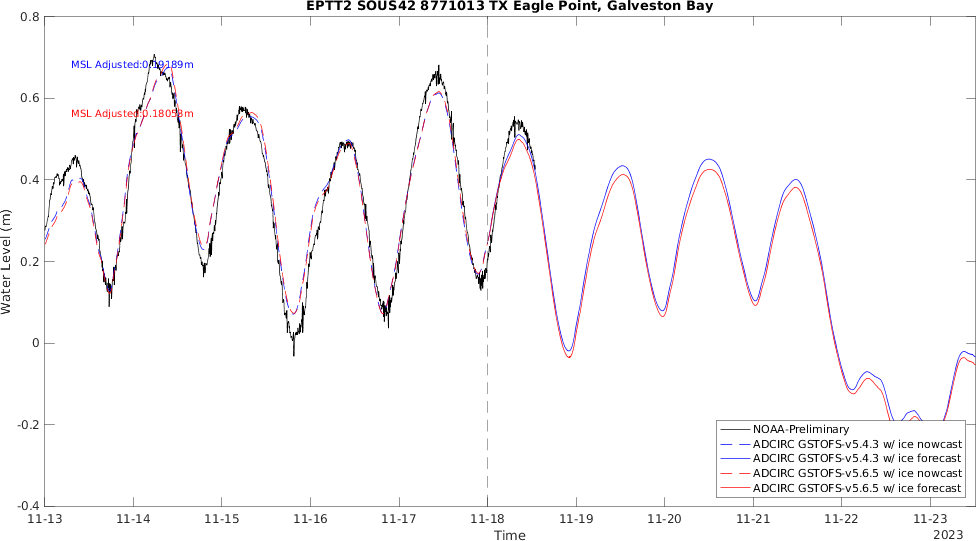 EPTT2 SOUS42 8771013 TX Eagle Point, Galveston Bay
0.8
MSL Adjusted:0.19189m
0.6
MSL Adjusted:0.18053m
0.4
0.2
0
-0.2
-0.4
Water Level (m)
NOAA-Preliminary
ADCIRC GSTOFS-v5.4.3 w/ ice nowcast
ADCIRC GSTOFS-v5.4.3 w/ ice forecast
ADCIRC GSTOFS-v5.6.5 w/ ice nowcast
ADCIRC GSTOFS-v5.6.5 w/ ice forecast
11-13 11-14 11-15 11-16 11-17 11-18 11-19 11-20 11-21 11-22 11-23
Time
2023